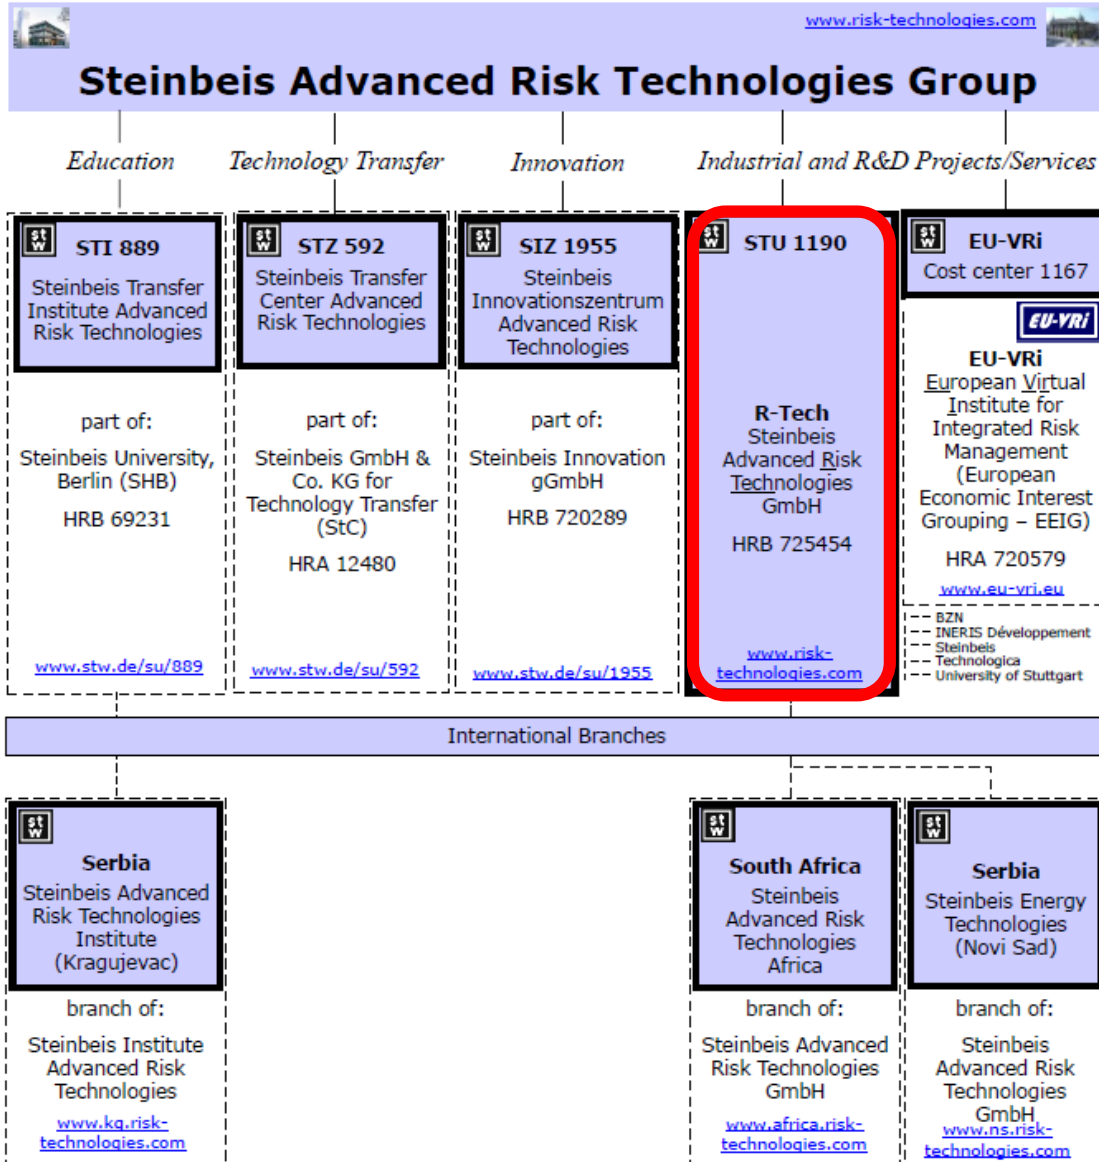 www.risk-technologies.com
Steinbeis Advanced Risk Technologies Group
Education
Technology Transfer
Innovation
Industrial and R&D Projects/Services
st
w
STI 889
Steinbeis Transfer
Institute Advanced
Risk Technologies
part of:
Steinbeis University,
Berlin (SHB)
HRB 69231
www.stw.de/su/889
st
w
STZ 592
Steinbeis Transfer
Center Advanced
Risk Technologies
part of:
Steinbeis GmbH &
Co. KG for
Technology Transfer
(StC)
HRA 12480
www.stw.de/su/592
st
w
SIZ 1955
Steinbeis
Innovationszentrum
Advanced Risk
Technologies
part of:
Steinbeis Innovation
gGmbH
HRB 720289
www.stw.de/su/1955
st
w
STU 1190
R-Tech
Steinbeis
Advanced Risk
Technologies
GmbH
HRB 725454
www.risk-
technologies.com
st
w
EU-VRi
Cost center 1167
EU-VRi
EU-VRi
European Virtual
Institute for
Integrated Risk
Management
(European
Economic Interest
Grouping – EEIG)
HRA 720579
www.eu-vri.eu
BZN
INERIS Développement
Steinbeis
Technologica
University of Stuttgart
International Branches
st
w
Serbia
Steinbeis Advanced
Risk Technologies
Institute
(Kragujevac)
branch of:
Steinbeis Institute
Advanced Risk
Technologies
www.kg.risk-
technologies.com
st
w
South Africa
Steinbeis
Advanced Risk
Technologies
Africa
branch of:
Steinbeis Advanced
Risk Technologies
GmbH
www.africa.risk-
technologies.com
st
w
Serbia
Steinbeis Energy
Technologies
(Novi Sad)
branch of:
Steinbeis
Advanced Risk
Technologies
GmbH
www.ns.risk-
technologies.com